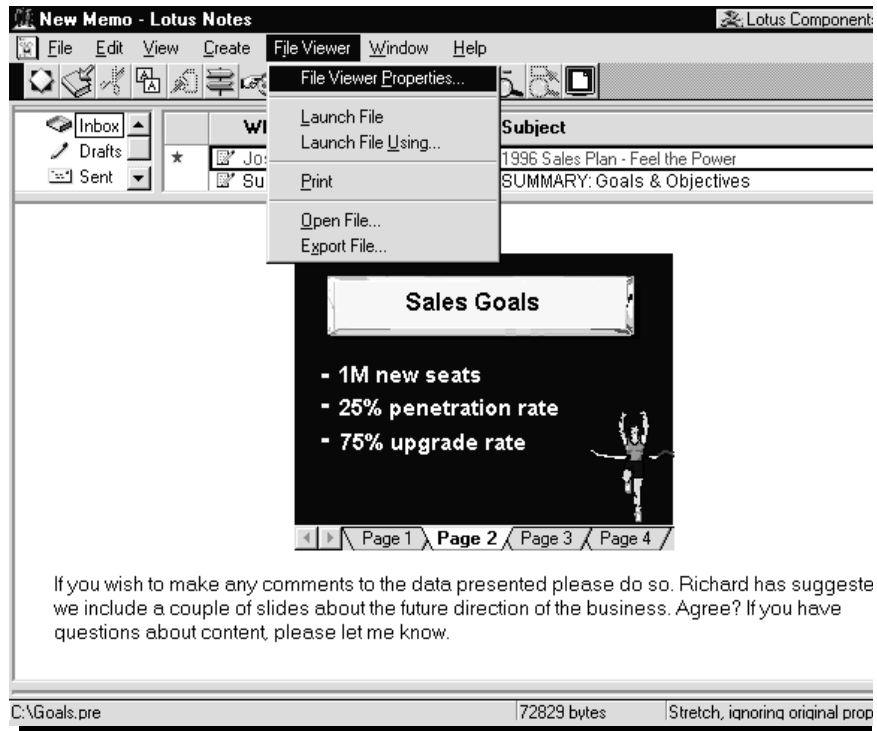 New Memo - Lotus Notes
Lotus Components
File Edit View Create File Viewer Window Help
File Viewer Properties...
Launch File
Launch File Using...
Print
Open File...
Export File...
Inbox
Drafts
Sent
Subject
1996 Sales Plan - Feel the Power
SUMMARY: Goals & Objectives
Sales Goals
- 1M new seats
- 25% penetration rate
- 75% upgrade rate
Page 1 Page 2 Page 3 Page 4
If you wish to make any comments to the data presented please do so. Richard has suggeste
we include a couple of slides about the future direction of the business. Agree? If you have
questions about content, please let me know.
C:\Goals.pre 72829 bytes Stretch, ignoring original prop